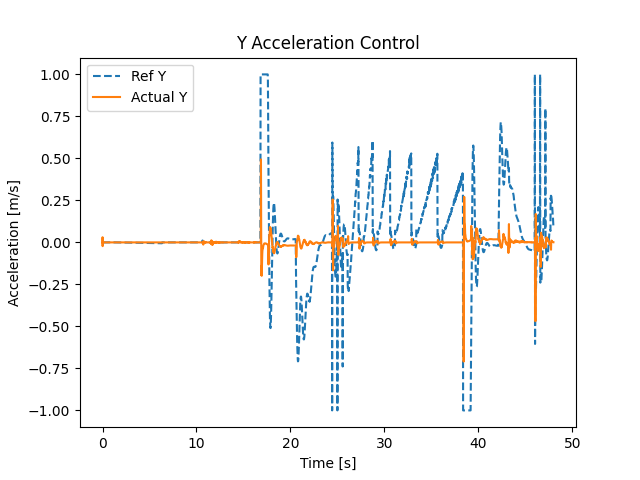 Y Acceleration Control
Ref Y
Actual Y
Acceleration [m/s]
1.00
0.75
0.50
0.25
0.00
−0.25
−0.50
−0.75
−1.00
0 10 20 30 40 50
Time [s]